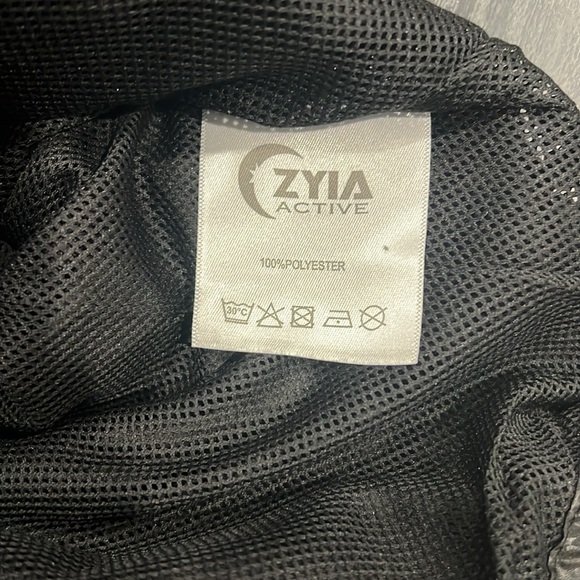 ZYIA
ACTIVE
100%POLYESTER
30°C